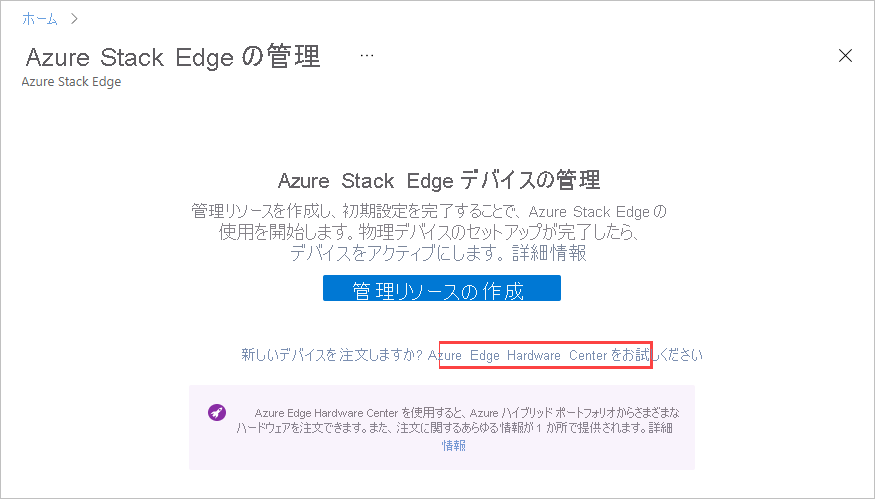 ホーム >
Azure Stack Edge の管理 …
Azure Stack Edge
Azure Stack Edge デバイスの管理
管理リソースを作成し、初期設定を完了することで、Azure Stack Edge の
使用を開始します。物理デバイスのセットアップが完了したら、
デバイスをアクティブにします。詳細情報
管理リソースの作成
新しいデバイスを注文しますか? Azure Edge Hardware Center をお試しください
Azure Edge Hardware Center を使用すると、Azure ハイブリッド ポートフォリオからさまざまな
ハードウェアを注文できます。また、注文に関するあらゆる情報が 1 か所で提供されます。詳細
情報